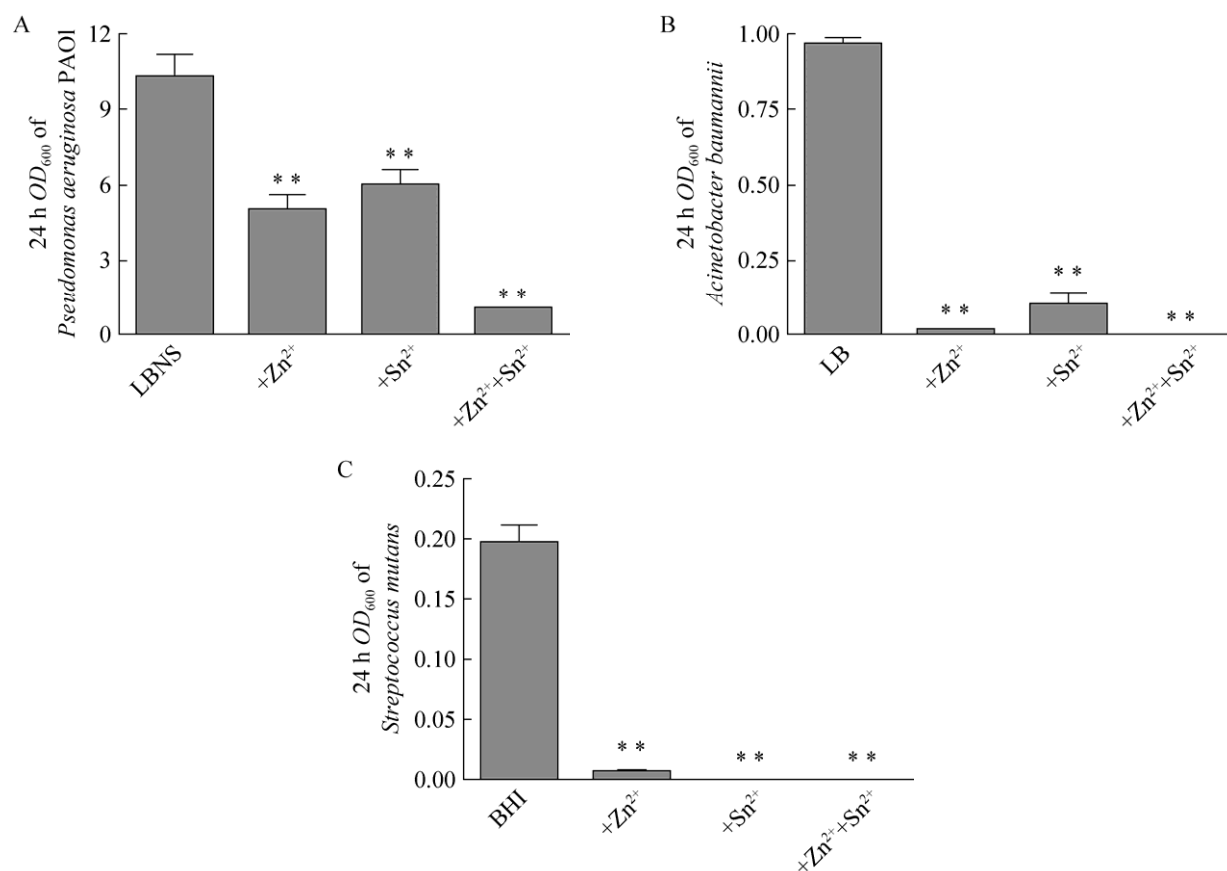 A
24 h OD₆₀₀ of
Pseudomonas aeruginosa PAO1
12
9
6
3
0
**
**
**
LBNS
+Zn²⁺
+Sn²⁺
+Zn²⁺+Sn²⁺
B
24 h OD₆₀₀ of
Acinetobacter baumannii
1.00
0.75
0.50
0.25
0.00
**
**
**
LB
+Zn²⁺
+Sn²⁺
+Zn²⁺+Sn²⁺
C
24 h OD₆₀₀ of
Streptococcus mutans
0.25
0.20
0.15
0.10
0.05
0.00
**
**
**
BHI
+Zn²⁺
+Sn²⁺
+Zn²⁺+Sn²⁺